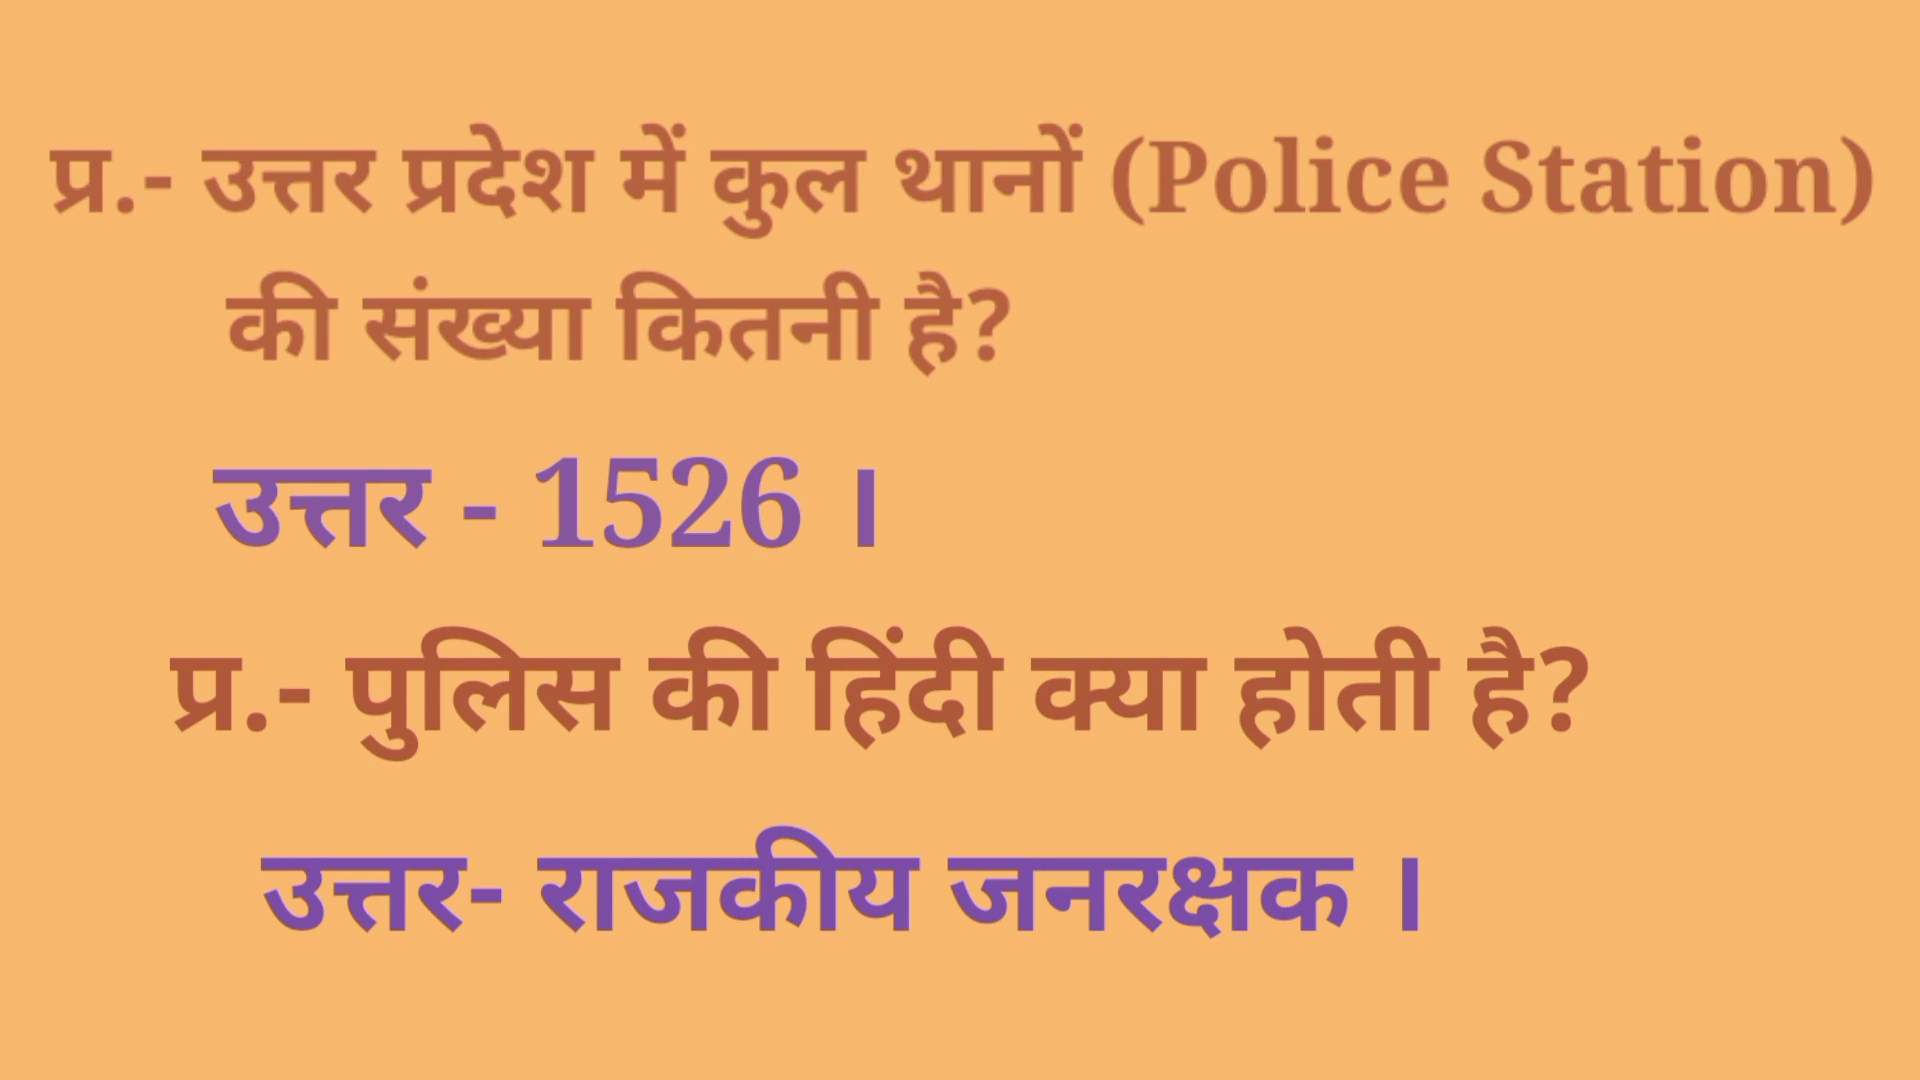 प्र.- उत्तर प्रदेश में कुल थानों (Police Station)
की संख्या कितनी है?
उत्तर - 1526 ।
प्र.- पुलिस की हिंदी क्या होती है?
उत्तर- राजकीय जनरक्षक ।